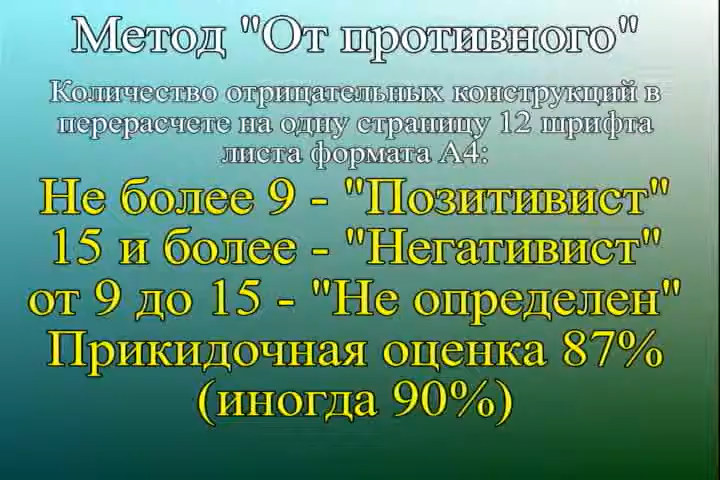 Метод "От противного"
Количество отрицательных конструкций в
перерасчете на одну страницу 12 шрифта
листа формата А4:
Не более 9 - "Позитивист"
15 и более - "Негативист"
от 9 до 15 - "Не определен"
Прикидочная оценка 87%
(иногда 90%)